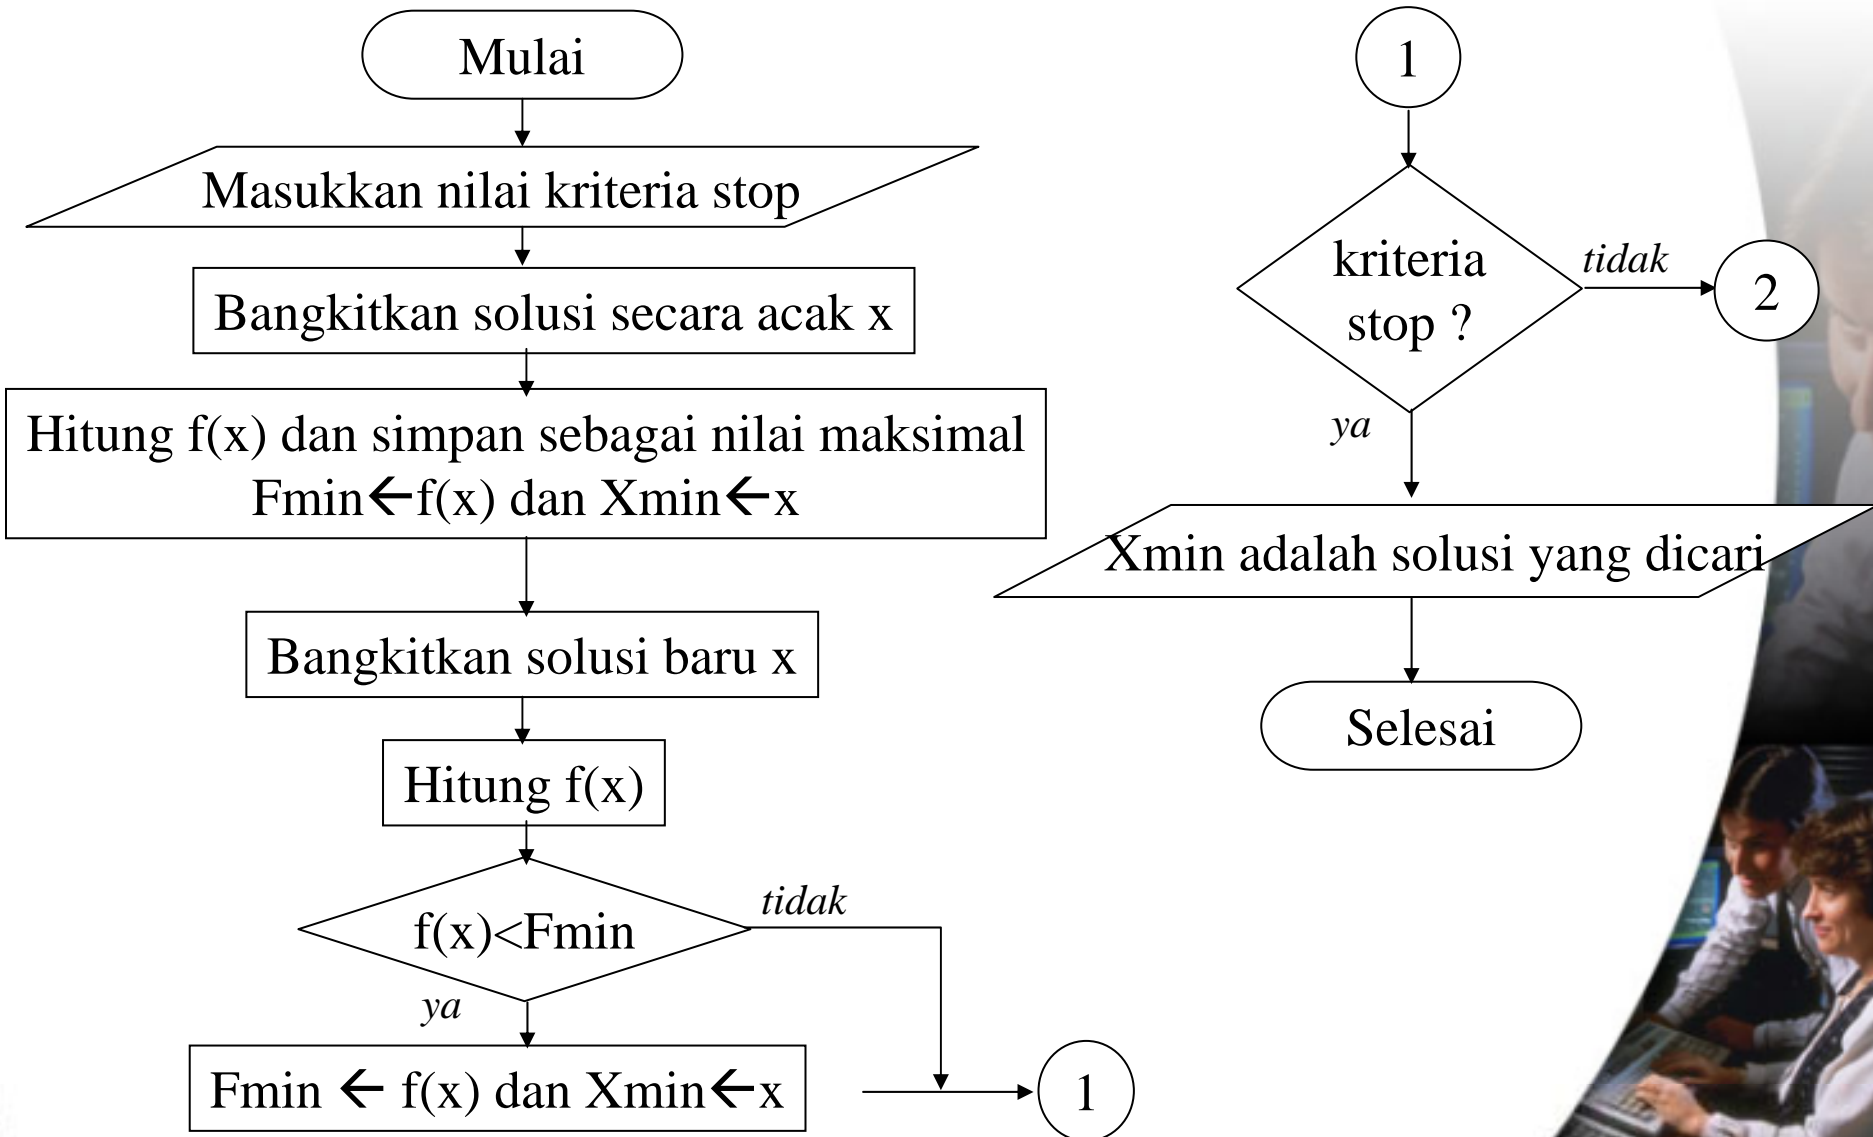 Mulai
Masukkan nilai kriteria stop
Bangkitkan solusi secara acak x
Hitung f(x) dan simpan sebagai nilai maksimal
Fmin←f(x) dan Xmin←x
Bangkitkan solusi baru x
Hitung f(x)
f(x)<Fmin
tidak
ya
Fmin ← f(x) dan Xmin←x
1
1
kriteria
stop ?
tidak
2
ya
Xmin adalah solusi yang dicari
Selesai